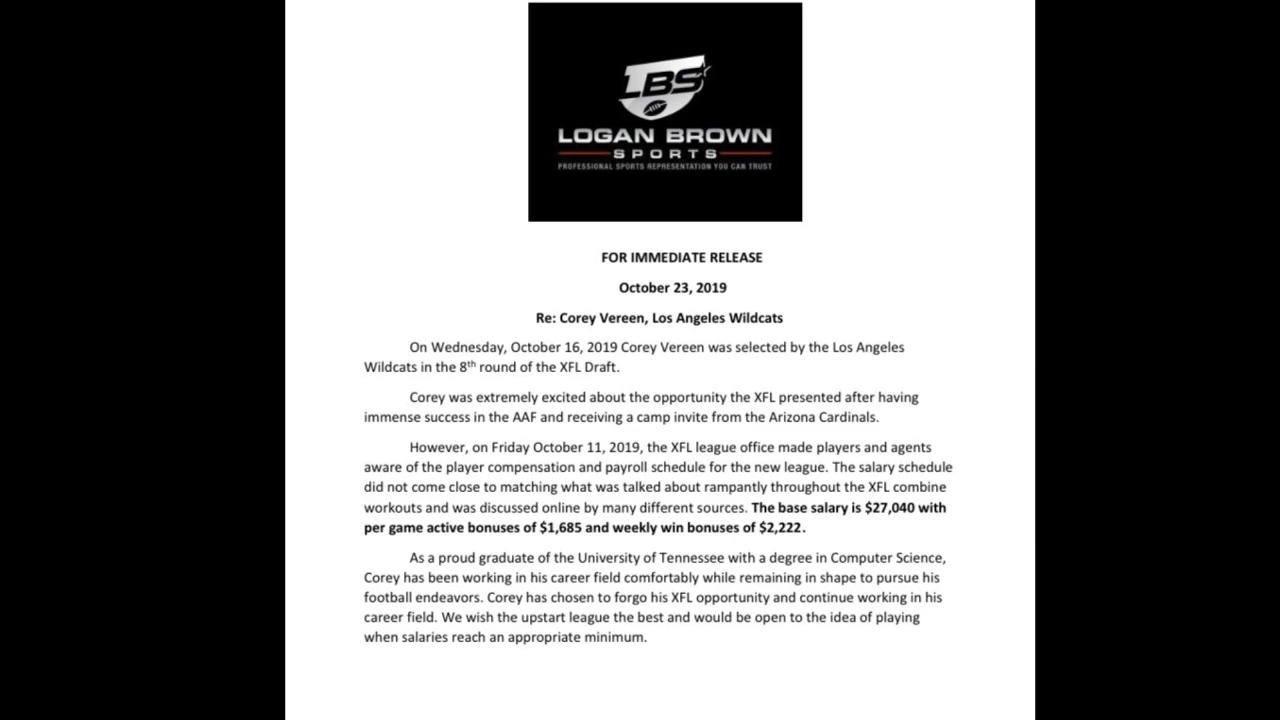 LBS
LOGAN BROWN
SPORTS
PROFESSIONAL SPORTS REPRESENTATION YOU CAN TRUST
FOR IMMEDIATE RELEASE
October 23, 2019
Re: Corey Vereen, Los Angeles Wildcats
On Wednesday, October 16, 2019 Corey Vereen was selected by the Los Angeles
Wildcats in the 8th round of the XFL Draft.
Corey was extremely excited about the opportunity the XFL presented after having
immense success in the AAF and receiving a camp invite from the Arizona Cardinals.
However, on Friday October 11, 2019, the XFL league office made players and agents
aware of the player compensation and payroll schedule for the new league. The salary schedule
did not come close to matching what was talked about rampantly throughout the XFL combine
workouts and was discussed online by many different sources. The base salary is $27,040 with
per game active bonuses of $1,685 and weekly win bonuses of $2,222.
As a proud graduate of the University of Tennessee with a degree in Computer Science,
Corey has been working in his career field comfortably while remaining in shape to pursue his
football endeavors. Corey has chosen to forgo his XFL opportunity and continue working in his
career field. We wish the upstart league the best and would be open to the idea of playing
when salaries reach an appropriate minimum.